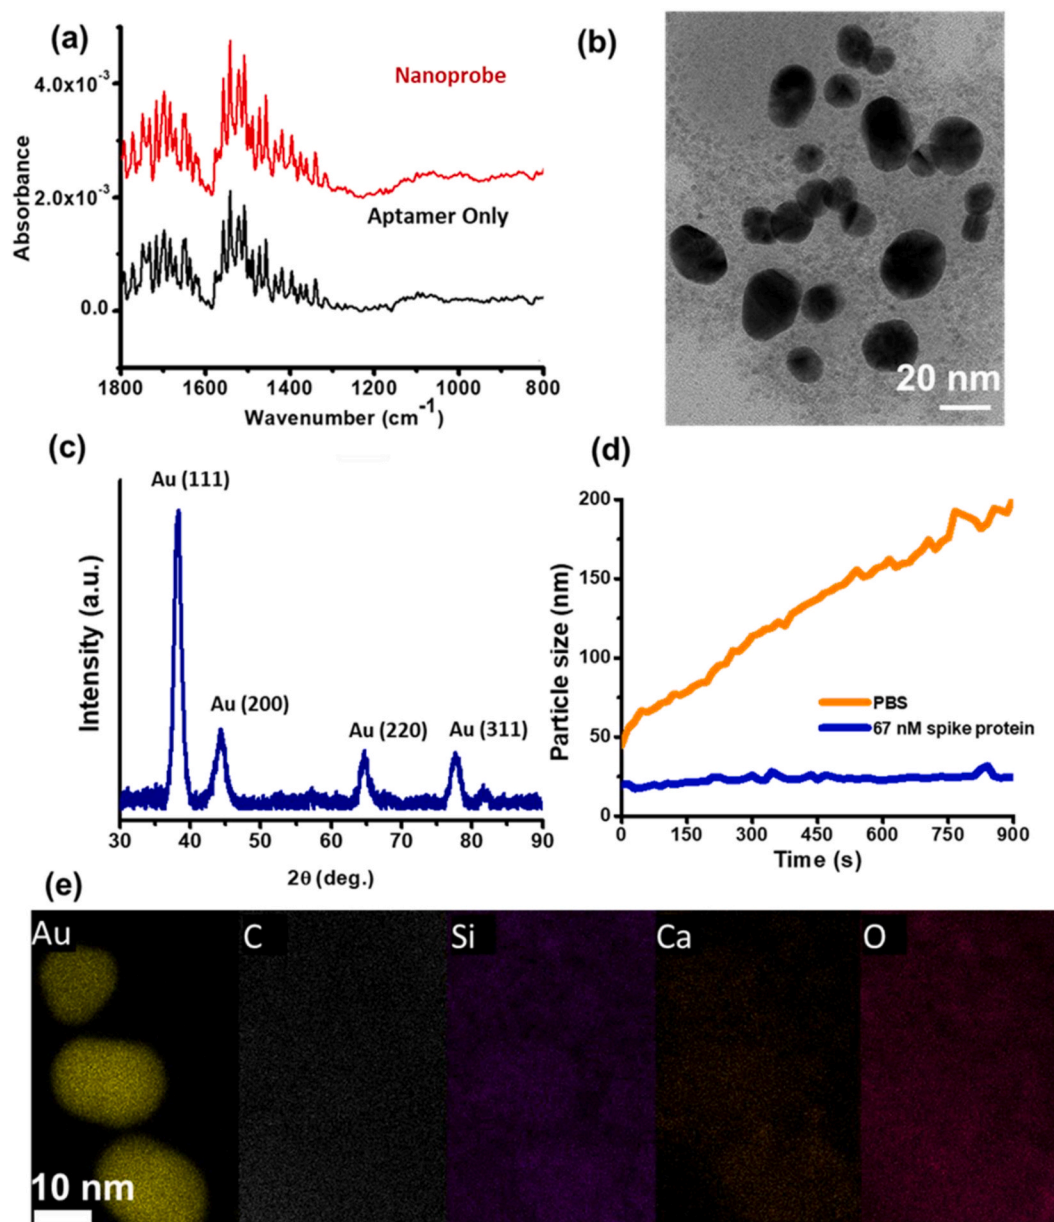 (a)
Nanoprobe
Aptamer Only
Absorbance
4.0x10⁻³
2.0x10⁻³
0.0
1800 1600 1400 1200 1000 800
Wavenumber (cm⁻¹)
(b)
20 nm
(c)
Au (111)
Au (200)
Au (220)
Au (311)
Intensity (a.u.)
30 40 50 60 70 80 90
2θ (deg.)
(d)
Particle size (nm)
200
150
100
50
0
PBS
67 nM spike protein
0 150 300 450 600 750 900
Time (s)
(e)
Au C Si Ca O
10 nm